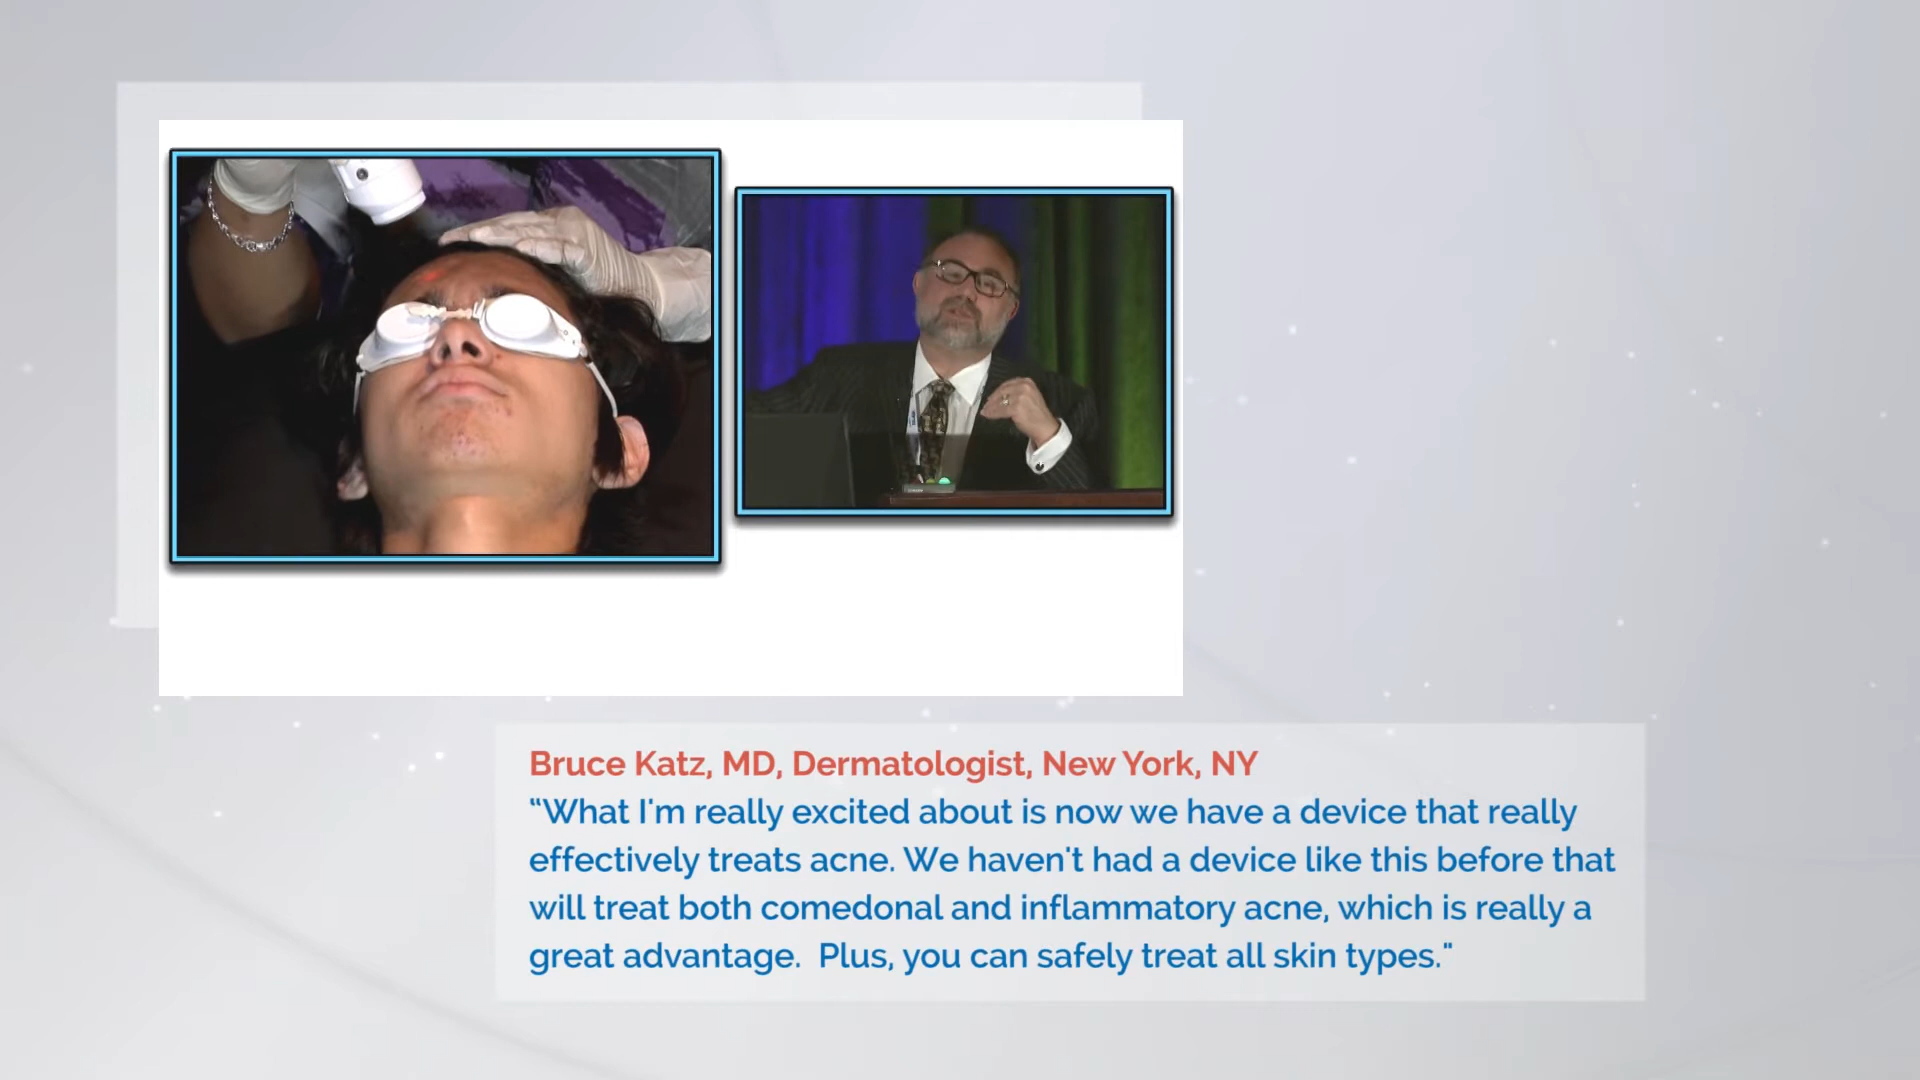 Bruce Katz, MD, Dermatologist, New York, NY
“What I'm really excited about is now we have a device that really
effectively treats acne. We haven't had a device like this before that
will treat both comedonal and inflammatory acne, which is really a
great advantage.  Plus, you can safely treat all skin types."